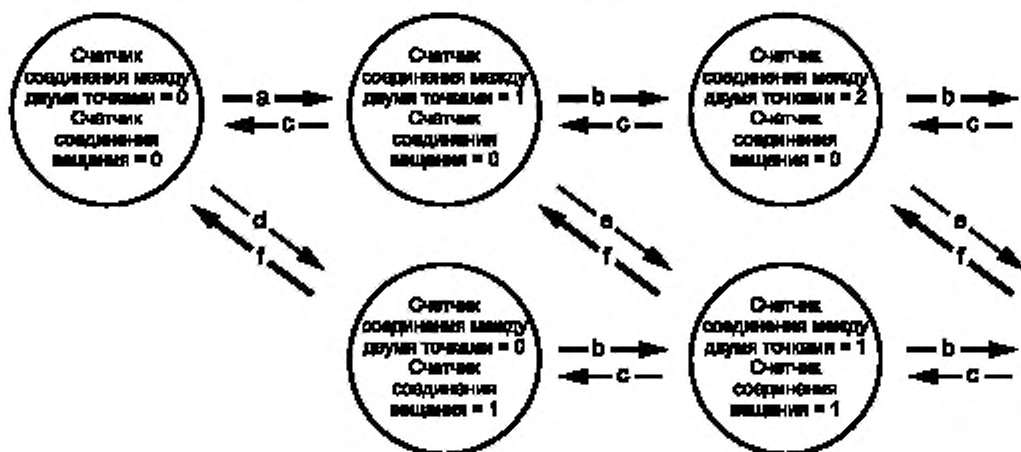 Счетчик
соединения между
двумя точками = 0
Счетчик
соединения
вещания = 0
a
c
Счетчик
соединения между
двумя точками = 1
Счетчик
соединения
вещания = 0
b
c
Счетчик
соединения между
двумя точками = 2
Счетчик
соединения
вещания = 0
b
c
d
f
e
f
e
f
Счетчик
соединения между
двумя точками = 0
Счетчик
соединения
вещания = 1
b
c
Счетчик
соединения между
двумя точками = 1
Счетчик
соединения
вещания = 1
b
c